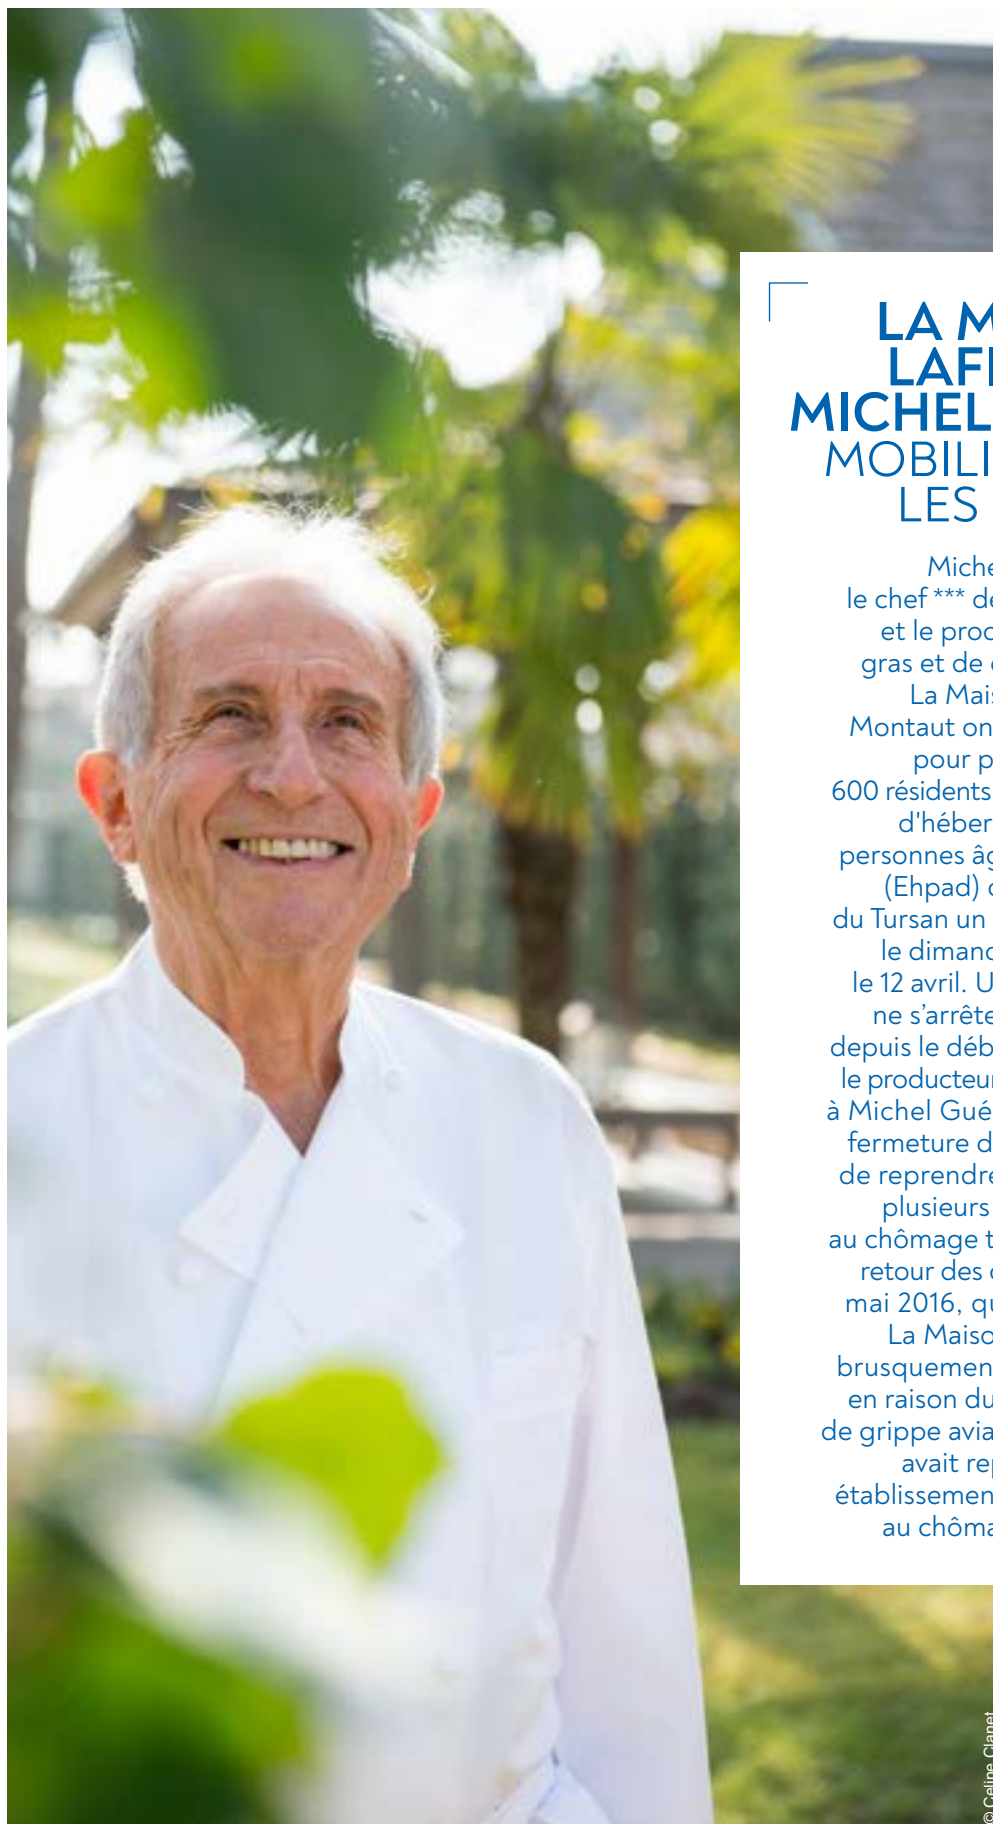 LA M
LAF
MICHEL
MOBILI
LES
Miche
le chef *** de
et le proc
gras et de
La Mais
Montaut on
pour p
600 résidents
d'héber
personnes âg
(Ehpad)
du Tursan un
le dimanc
le 12 avril. U
ne s'arrête
depuis le déb
le producteur
à Michel Gué
fermeture d
de reprendre
plusieurs
au chômage t
retour des
mai 2016, qu
La Maiso
brusquemen
en raison du
de grippe avia
avait rep
établissemen
au chôma
© Celine Clanet